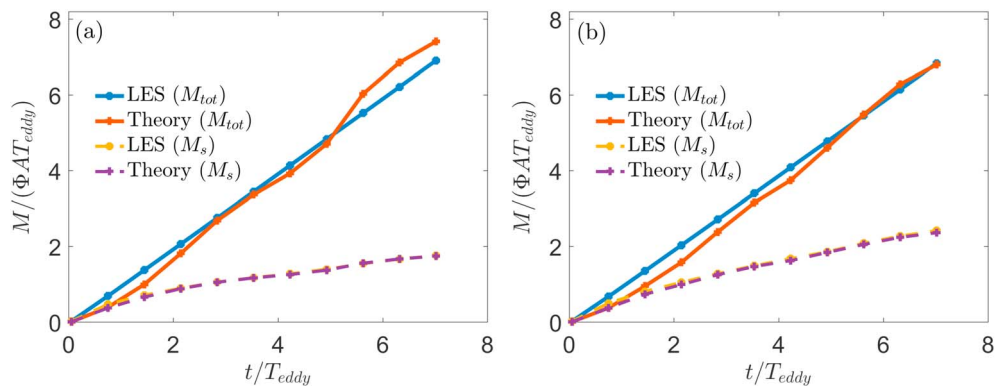 (a)
8
6
4
2
0
M/(ΦAT_eddy)
LES (M_tot)
Theory (M_tot)
LES (M_s)
Theory (M_s)
0 2 4 6 8
t/T_eddy
(b)
8
6
4
2
0
M/(ΦAT_eddy)
LES (M_tot)
Theory (M_tot)
LES (M_s)
Theory (M_s)
0 2 4 6 8
t/T_eddy